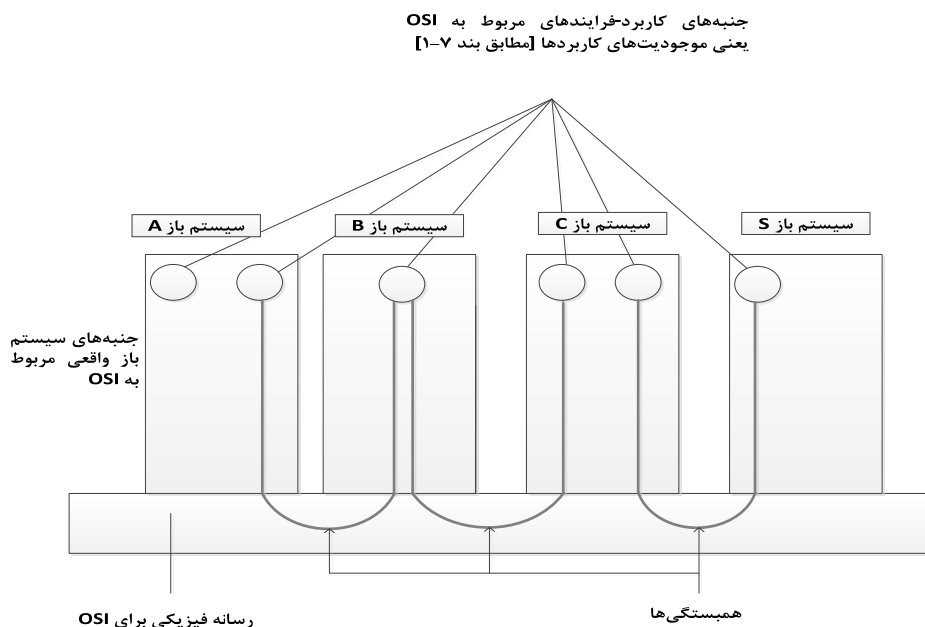 جنبه‌های کاربرد-فرایندهای مربوط به OSI
یعنی موجودیت‌های کاربردها [مطابق بند ۷–۱]
سیستم باز A
سیستم باز B
سیستم باز C
سیستم باز S
جنبه‌های سیستم
باز واقعی مربوط
به OSI
همبستگی‌ها
رسانه فیزیکی برای OSI